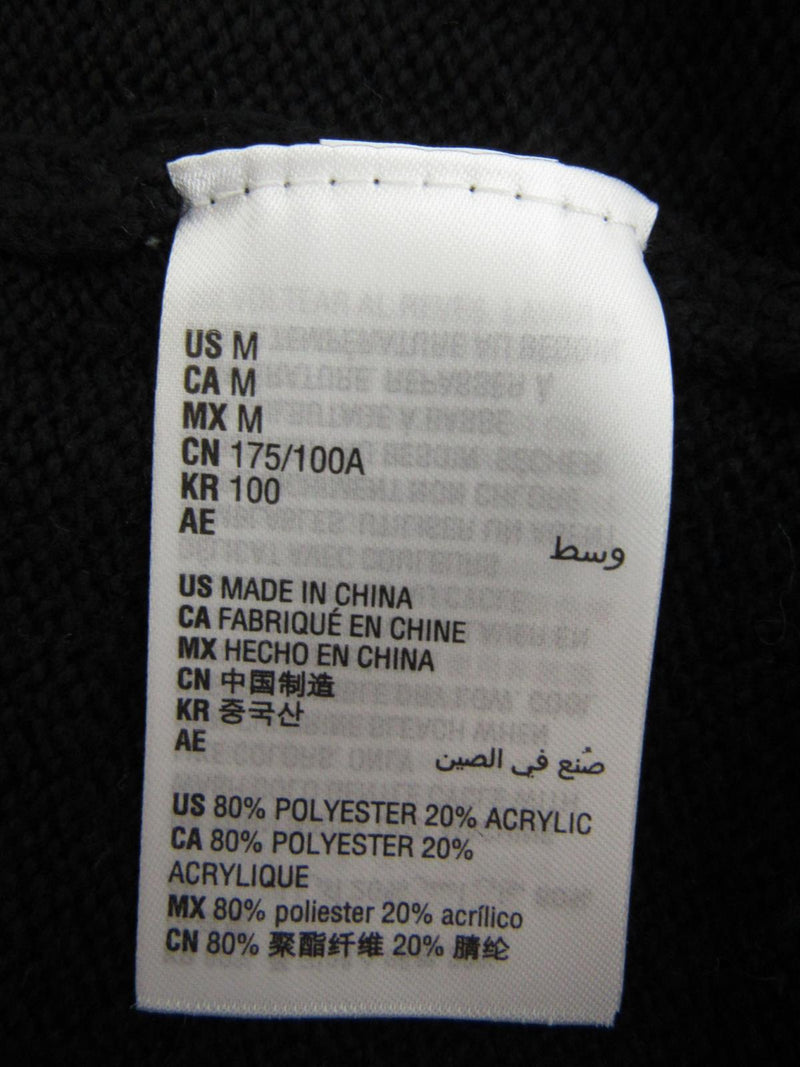 US M
CA M
MX M
CN 175/100A
KR 100
AE
وسط
US MADE IN CHINA
CA FABRIQUÉ EN CHINE
MX HECHO EN CHINA
CN 中国制造
KR 중국산
AE
صُنع في الصين
US 80% POLYESTER 20% ACRYLIC
CA 80% POLYESTER 20%
ACRYLIQUE
MX 80% poliester 20% acrílico
CN 80% 聚酯纤维 20% 腈纶